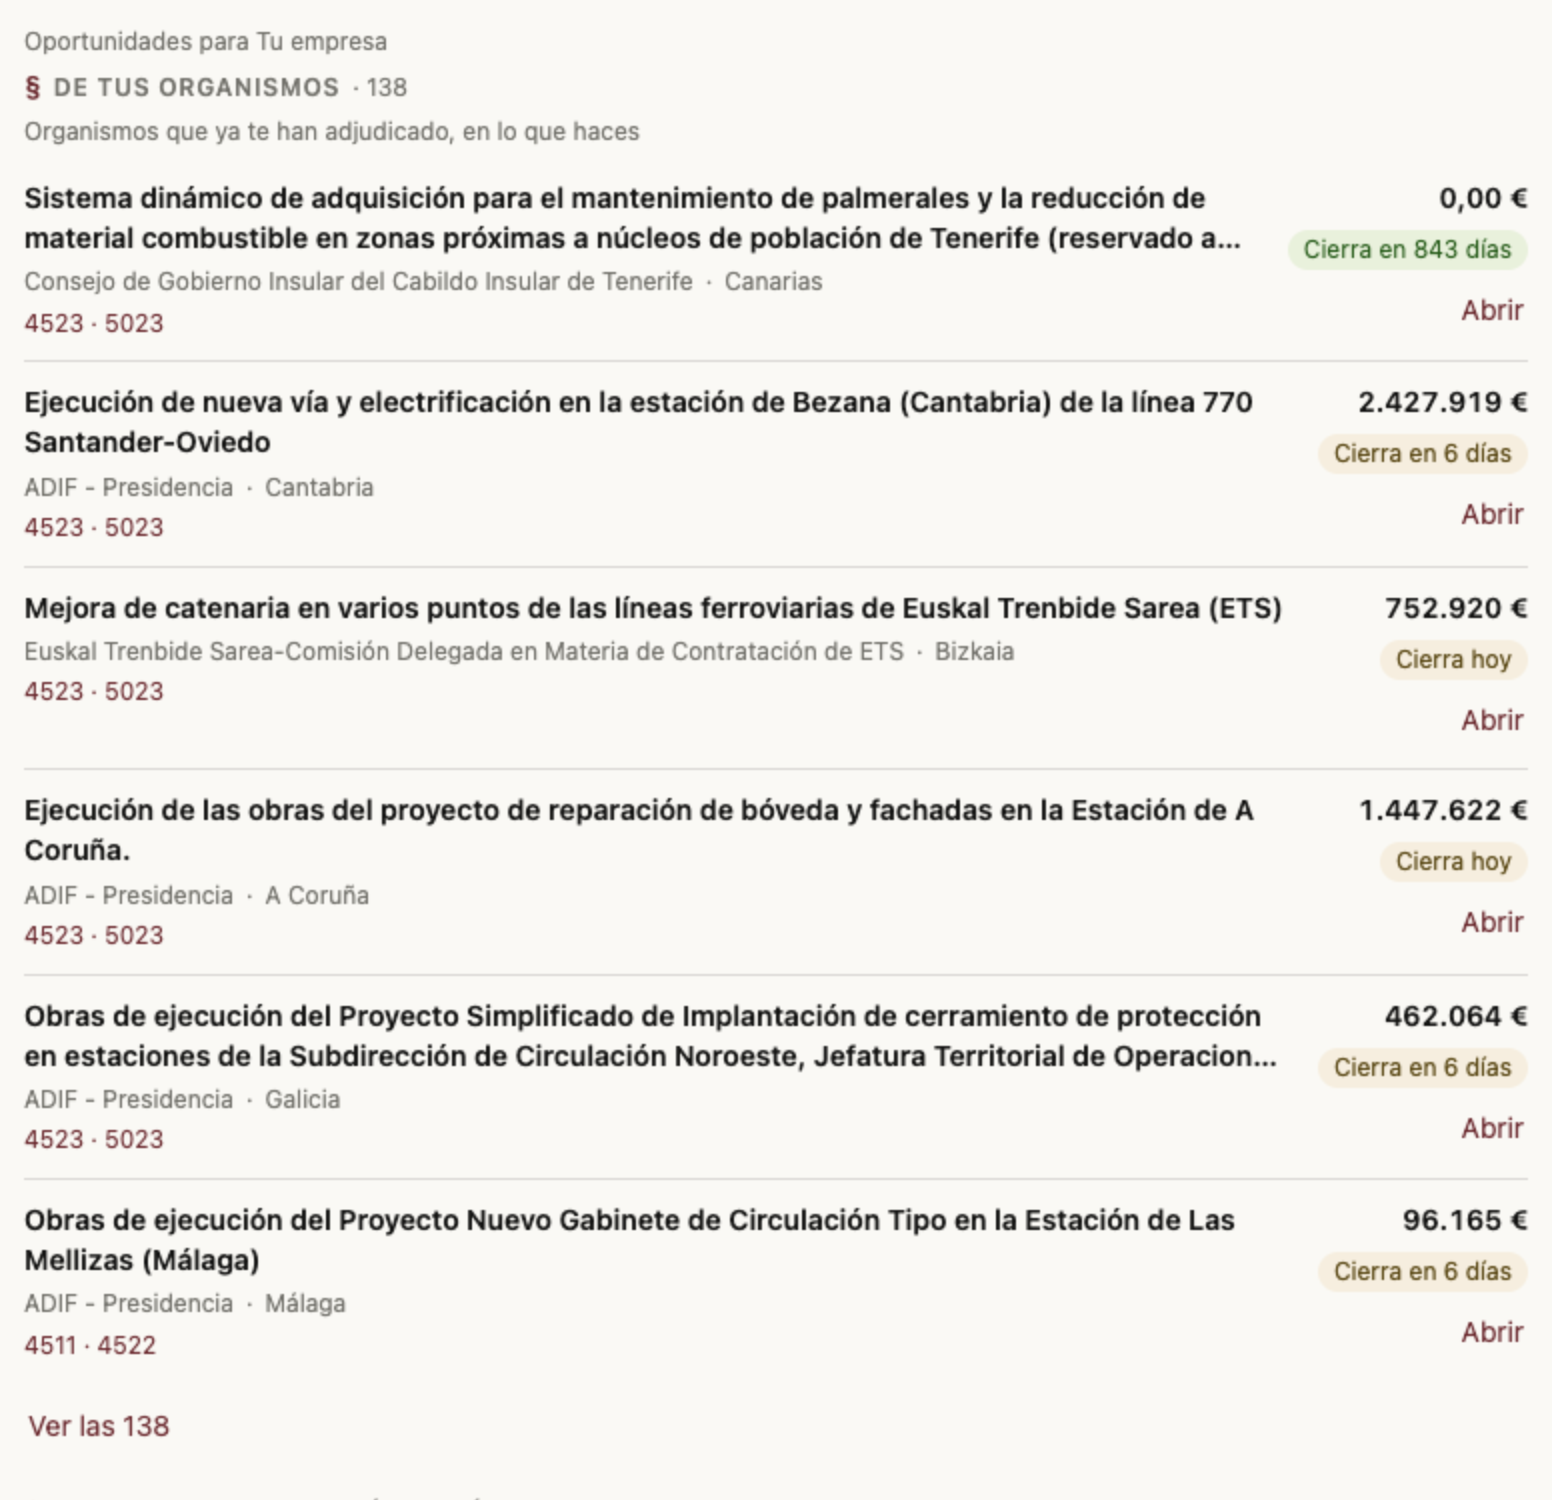 Oportunidades para Tu empresa
§ DE TUS ORGANISMOS · 138
Organismos que ya te han adjudicado, en lo que haces
Sistema dinámico de adquisición para el mantenimiento de palmerales y la reducción de
material combustible en zonas próximas a núcleos de población de Tenerife (reservado a...
Consejo de Gobierno Insular del Cabildo Insular de Tenerife · Canarias
4523 · 5023
0,00 €
Cierra en 843 días
Abrir
Ejecución de nueva vía y electrificación en la estación de Bezana (Cantabria) de la línea 770
Santander-Oviedo
ADIF - Presidencia · Cantabria
4523 · 5023
2.427.919 €
Cierra en 6 días
Abrir
Mejora de catenaria en varios puntos de las líneas ferroviarias de Euskal Trenbide Sarea (ETS)
Euskal Trenbide Sarea-Comisión Delegada en Materia de Contratación de ETS · Bizkaia
4523 · 5023
752.920 €
Cierra hoy
Abrir
Ejecución de las obras del proyecto de reparación de bóveda y fachadas en la Estación de A
Coruña.
ADIF - Presidencia · A Coruña
4523 · 5023
1.447.622 €
Cierra hoy
Abrir
Obras de ejecución del Proyecto Simplificado de Implantación de cerramiento de protección
en estaciones de la Subdirección de Circulación Noroeste, Jefatura Territorial de Operacion...
ADIF - Presidencia · Galicia
4523 · 5023
462.064 €
Cierra en 6 días
Abrir
Obras de ejecución del Proyecto Nuevo Gabinete de Circulación Tipo en la Estación de Las
Mellizas (Málaga)
ADIF - Presidencia · Málaga
4511 · 4522
96.165 €
Cierra en 6 días
Abrir
Ver las 138